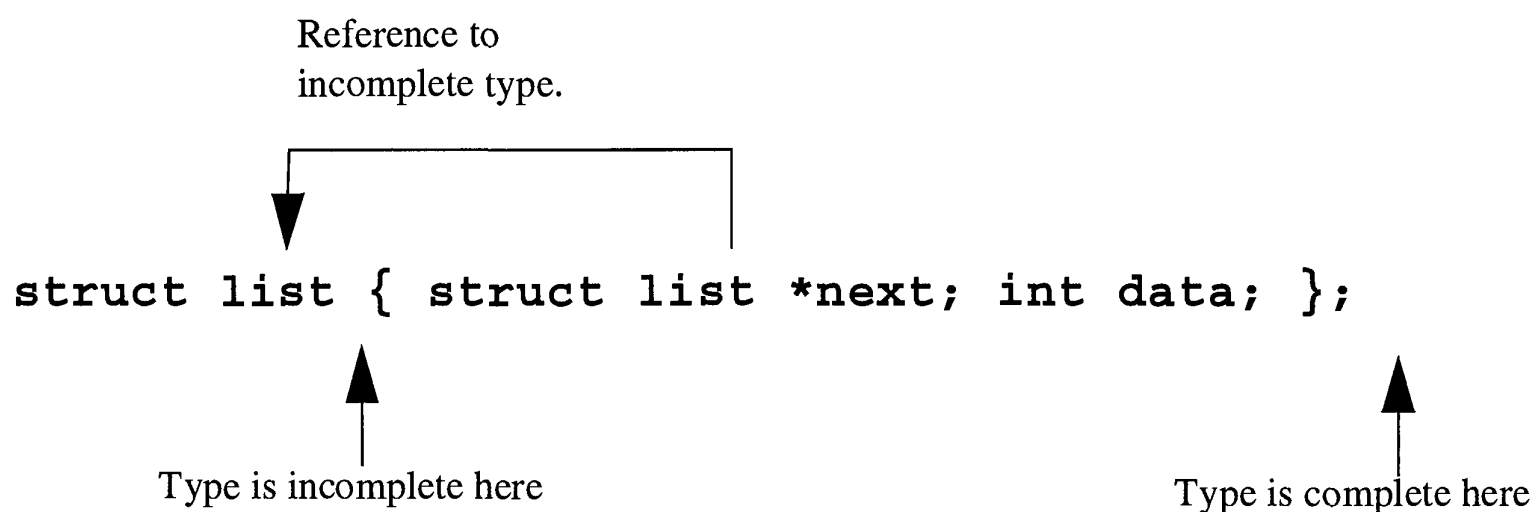 Reference to
incomplete type.
struct list { struct list *next; int data; };
Type is incomplete here
Type is complete here